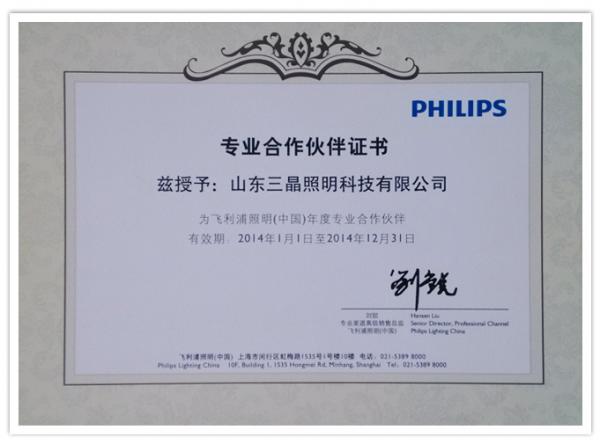 PHILIPS
专业合作伙伴证书
兹授予：山东三晶照明科技有限公司
为飞利浦照明(中国)年度专业合作伙伴
有效期：2014年1月1日至2014年12月31日
刘锐 Hansen Liu
专业渠道高级销售总监 Senior Director, Professional Channel
飞利浦照明(中国) Philips Lighting China
飞利浦照明(中国) 上海市闵行区虹梅路1535号1号楼10楼 电话：021-5389 8000
Philips Lighting China 10F, Building 1, 1535 Hongmei Rd, Minhang, Shanghai Tel: 021-5389 8000